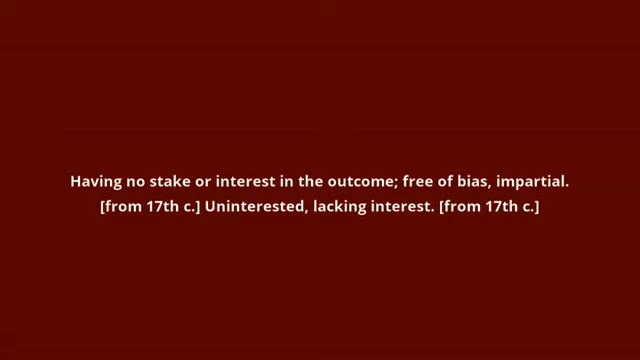 Having no stake or interest in the outcome; free of bias, impartial.
[from 17th c.] Uninterested, lacking interest. [from 17th c.]